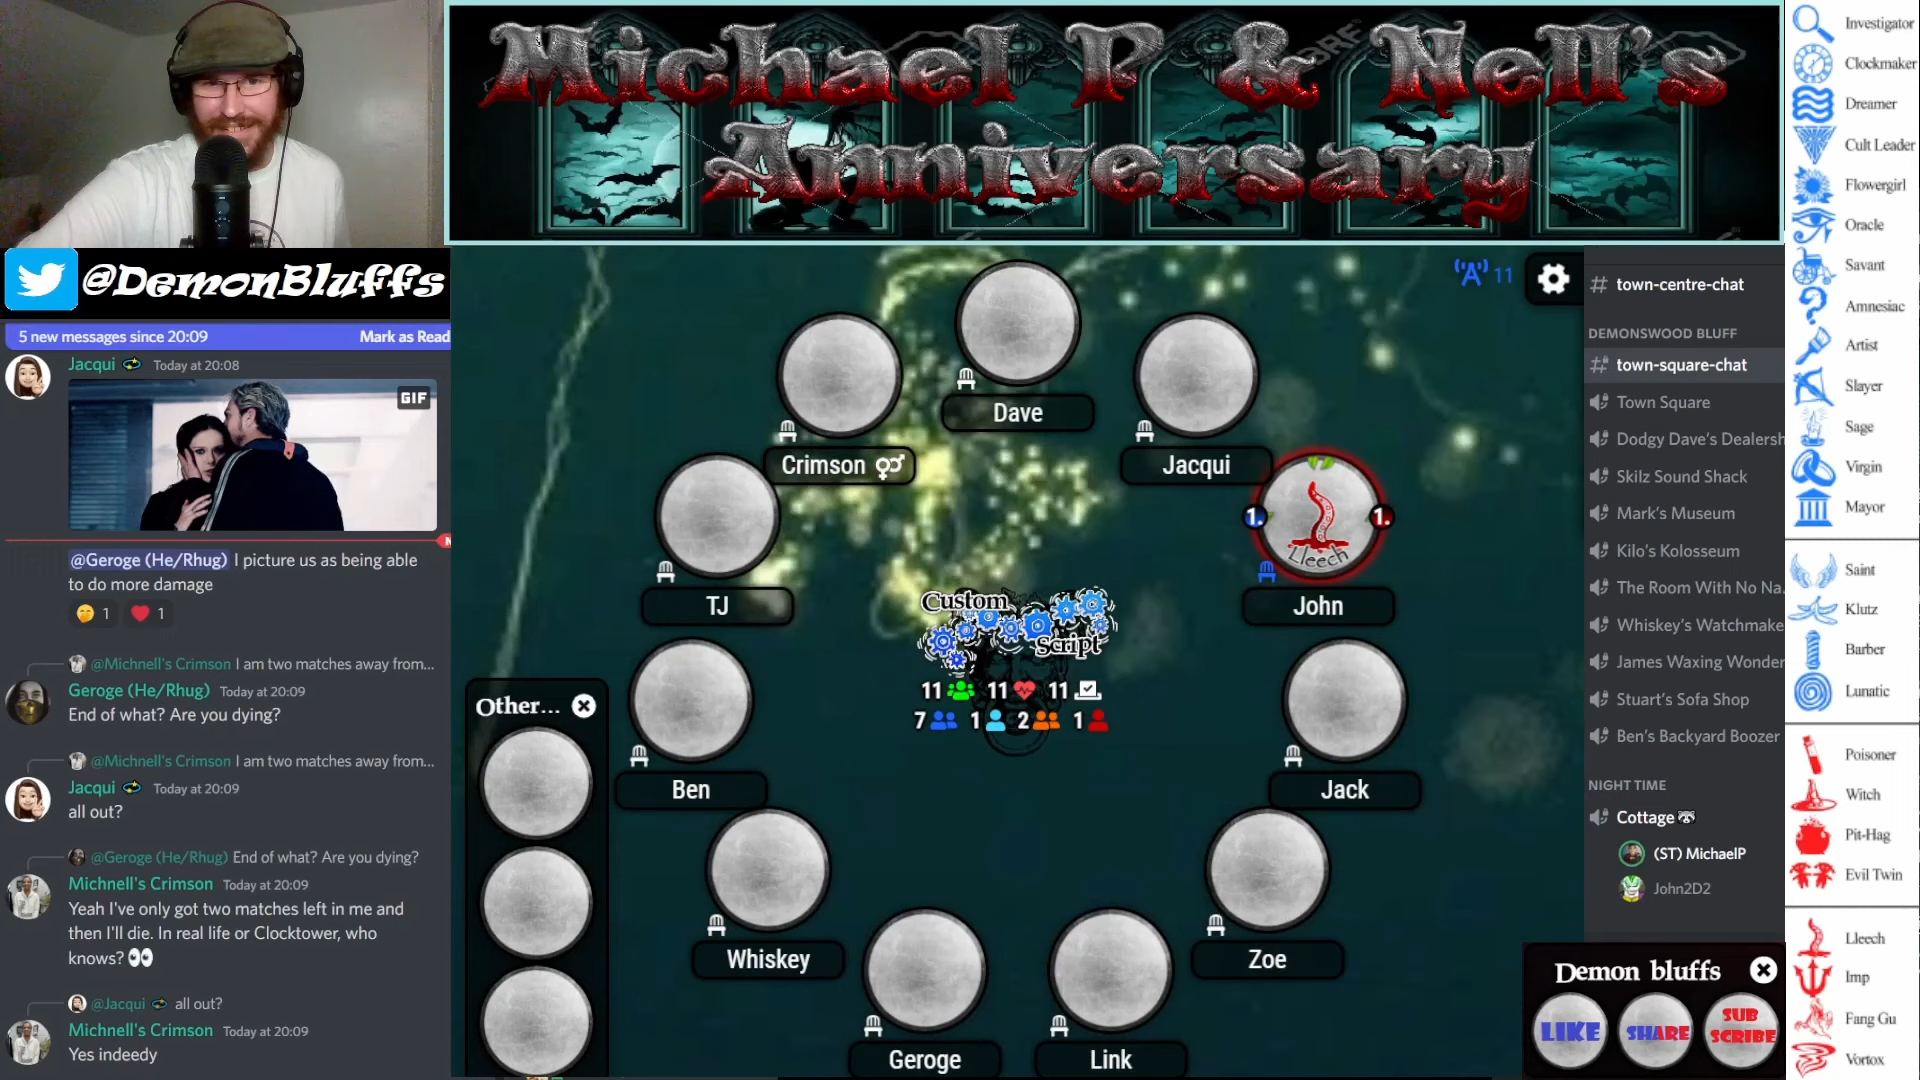 Michael P & Nell's
Anniversary
@DemonBluffs
5 new messages since 20:09
Mark as Read
Jacqui Today at 20:08
GIF
@Geroge (He/Rhug) I picture us as being able
to do more damage
1 1
@Michnell's Crimson I am two matches away from...
Geroge (He/Rhug) Today at 20:09
End of what? Are you dying?
@Michnell's Crimson I am two matches away from...
Jacqui Today at 20:09
all out?
@Geroge (He/Rhug) End of what? Are you dying?
Michnell's Crimson Today at 20:09
Yeah I've only got two matches left in me and
then I'll die. In real life or Clocktower, who
knows? 👀
@Jacqui all out?
Michnell's Crimson Today at 20:09
Yes indeedy
11
Dave
Crimson ⚤
Jacqui
TJ
1.
1.
Lleech
John
Custom
Script
11 11 11
7 1 2 1
Ben
Jack
Whiskey
Zoe
Geroge
Link
Other...
# town-centre-chat
DEMONSWOOD BLUFF
# town-square-chat
Town Square
Dodgy Dave's Dealersh
Skilz Sound Shack
Mark's Museum
Kilo's Kolosseum
The Room With No Na.
Whiskey's Watchmake
James Waxing Wonder
Stuart's Sofa Shop
Ben's Backyard Boozer
NIGHT TIME
Cottage
(ST) MichaelP
John2D2
Demon bluffs
LIKE
SHARE
SUB
SCRIBE
Investigator
Clockmaker
Dreamer
Cult Leader
Flowergirl
Oracle
Savant
Amnesiac
Artist
Slayer
Sage
Virgin
Mayor
Saint
Klutz
Barber
Lunatic
Poisoner
Witch
Pit-Hag
Evil Twin
Lleech
Imp
Fang Gu
Vortox